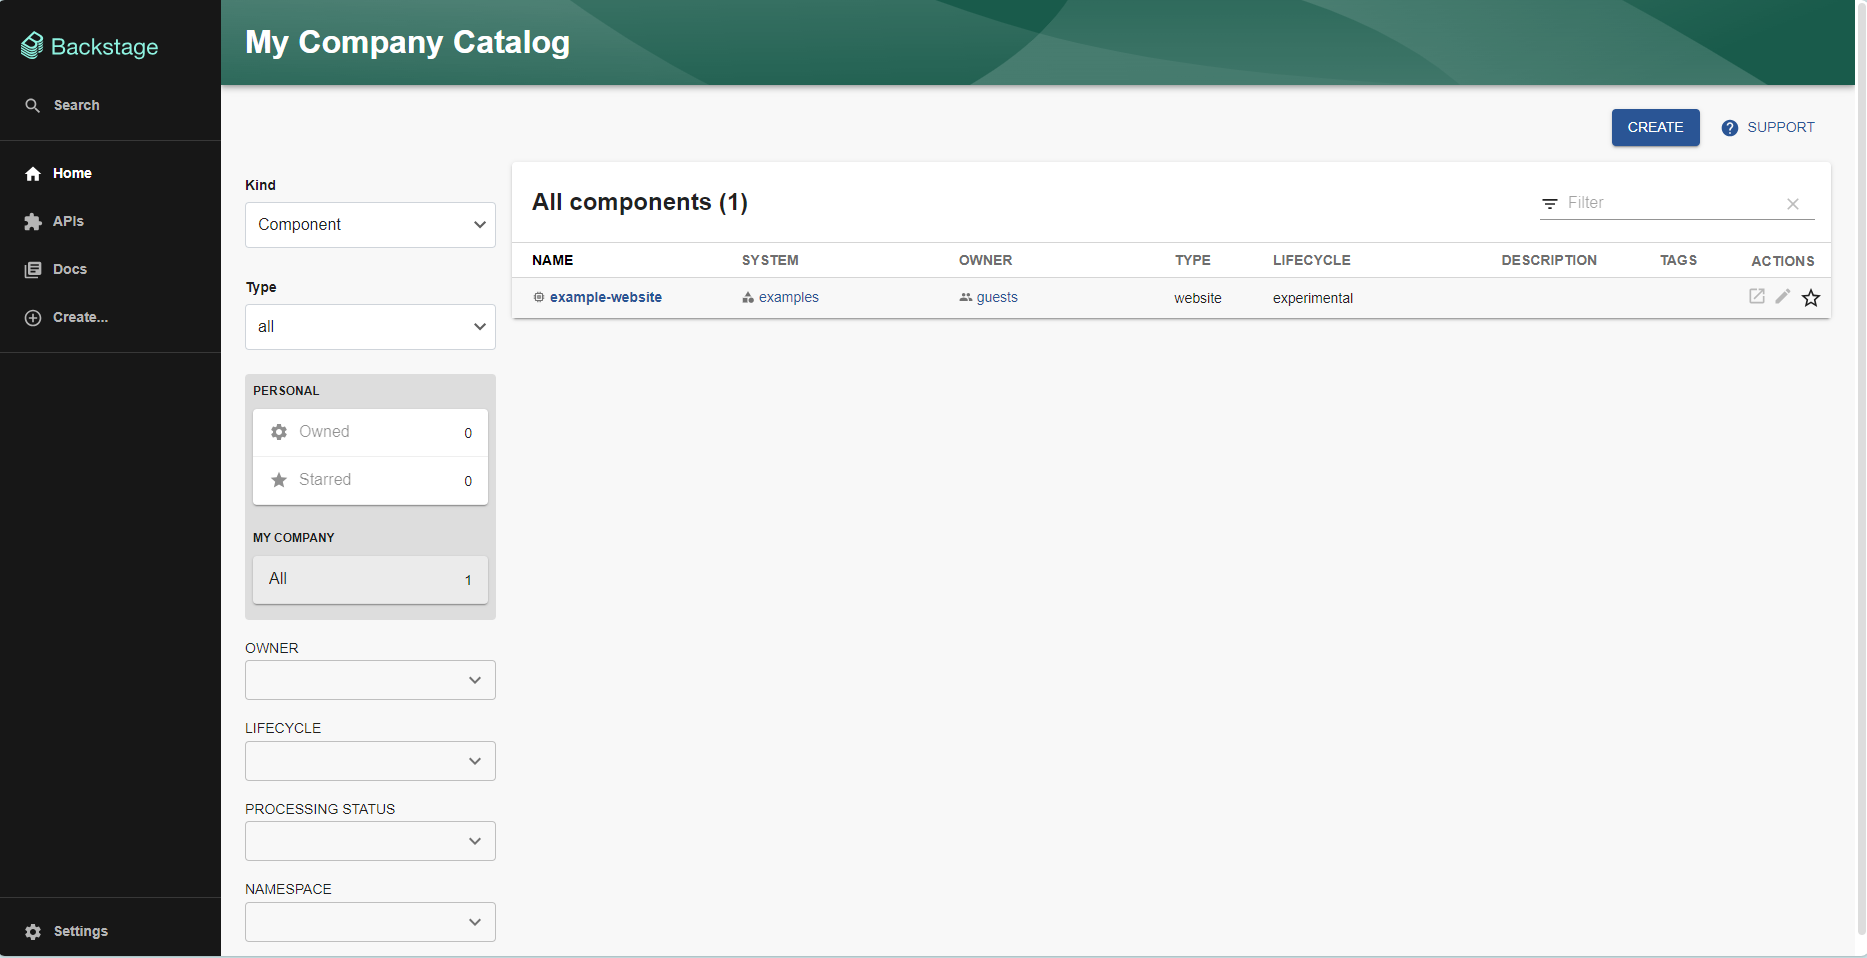 Backstage
Search
Home
APIs
Docs
Create...
Settings
My Company Catalog
CREATE
SUPPORT
Kind
Component
Type
all
PERSONAL
Owned 0
Starred 0
MY COMPANY
All 1
OWNER
LIFECYCLE
PROCESSING STATUS
NAMESPACE
All components (1)
Filter
NAME SYSTEM OWNER TYPE LIFECYCLE DESCRIPTION TAGS ACTIONS
example-website examples guests website experimental